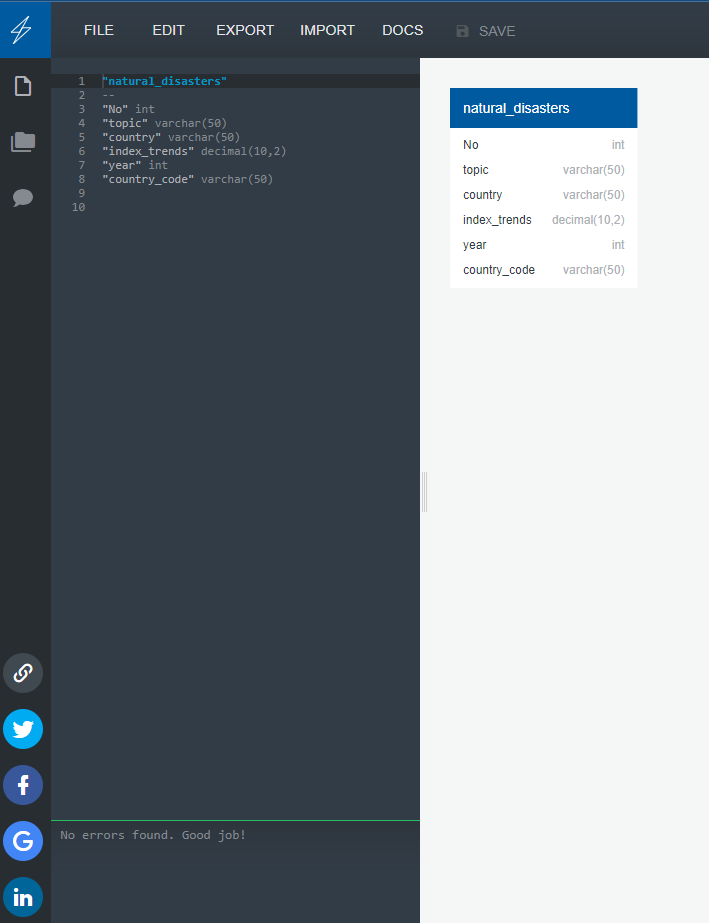 FILE EDIT EXPORT IMPORT DOCS SAVE
1 "natural_disasters"
2 --
3 "No" int
4 "topic" varchar(50)
5 "country" varchar(50)
6 "index_trends" decimal(10,2)
7 "year" int
8 "country_code" varchar(50)
9
10
No errors found. Good job!
natural_disasters
No int
topic varchar(50)
country varchar(50)
index_trends decimal(10,2)
year int
country_code varchar(50)
f
G
in